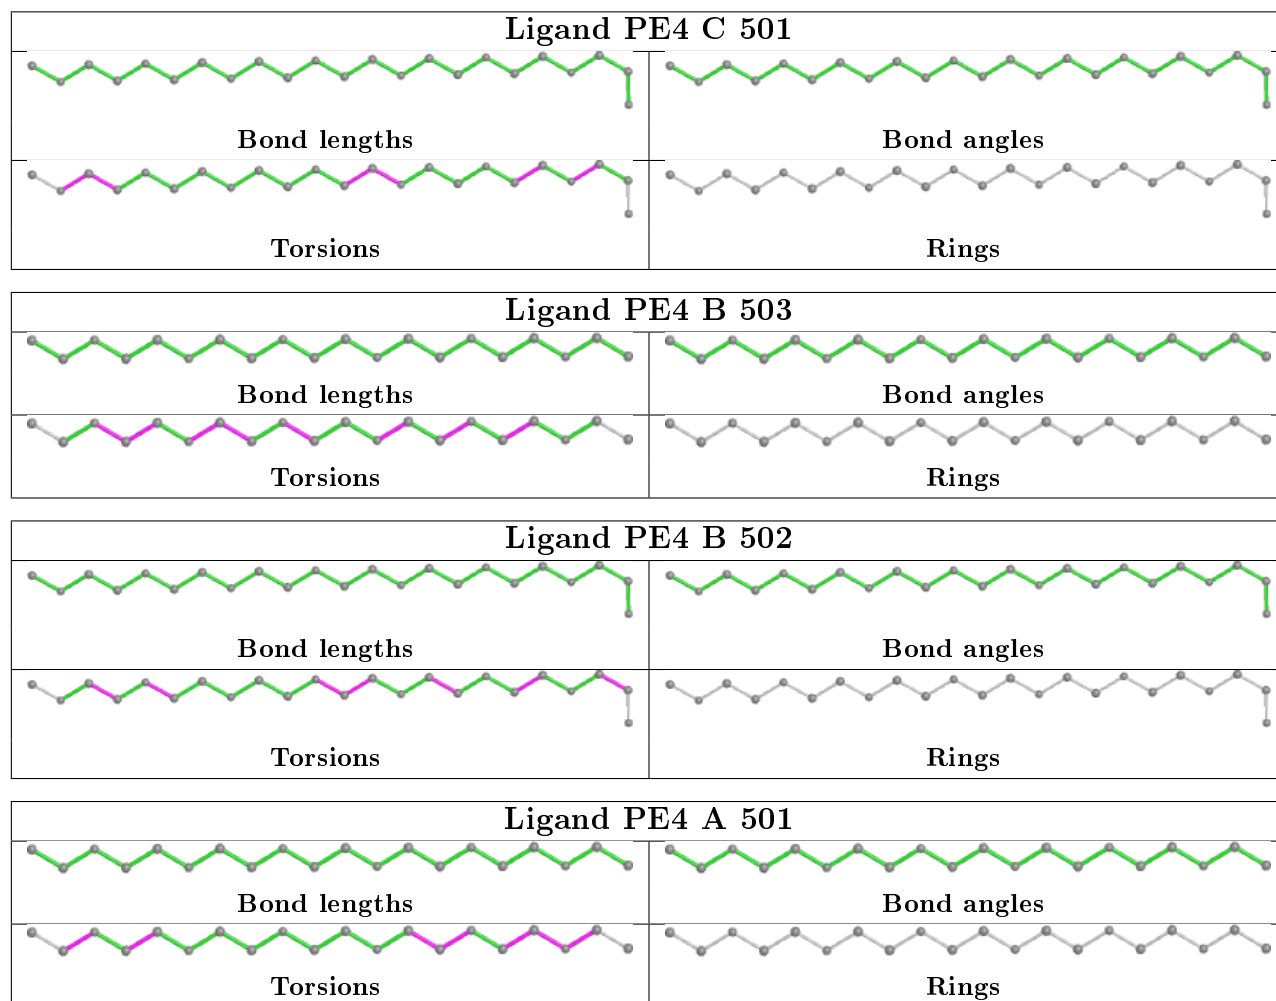 Ligand PE4 C 501
Bond lengths Bond angles
Torsions Rings
Ligand PE4 B 503
Bond lengths Bond angles
Torsions Rings
Ligand PE4 B 502
Bond lengths Bond angles
Torsions Rings
Ligand PE4 A 501
Bond lengths Bond angles
Torsions Rings